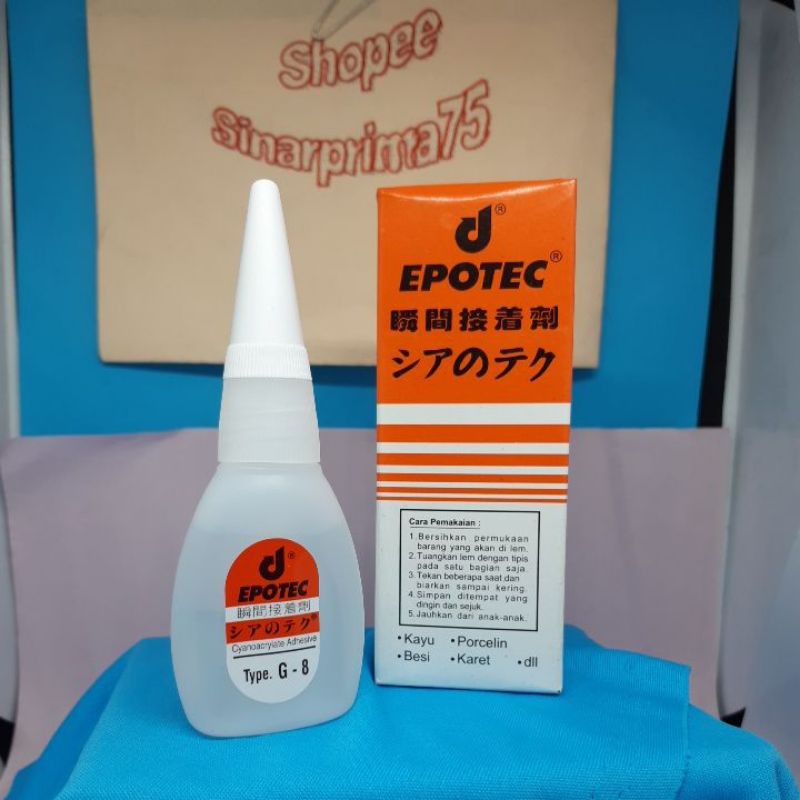 Shopee
Sinarprima75
®
EPOTEC®
瞬間接着劑
シアのテク
Cara Pemakaian :
1. Bersihkan permukaan
barang yang akan di lem.
2. Tuangkan lem dengan tipis
pada satu bagian saja.
3. Tekan beberapa saat dan
biarkan sampai kering.
4. Simpan ditempat yang
dingin dan sejuk.
5. Jauhkan dari anak-anak.
• Kayu • Porcelin
• Besi • Karet • dll
®
EPOTEC
瞬間接着劑
シアのテク®
Cyanoacrylate Adhesive
Type. G - 8